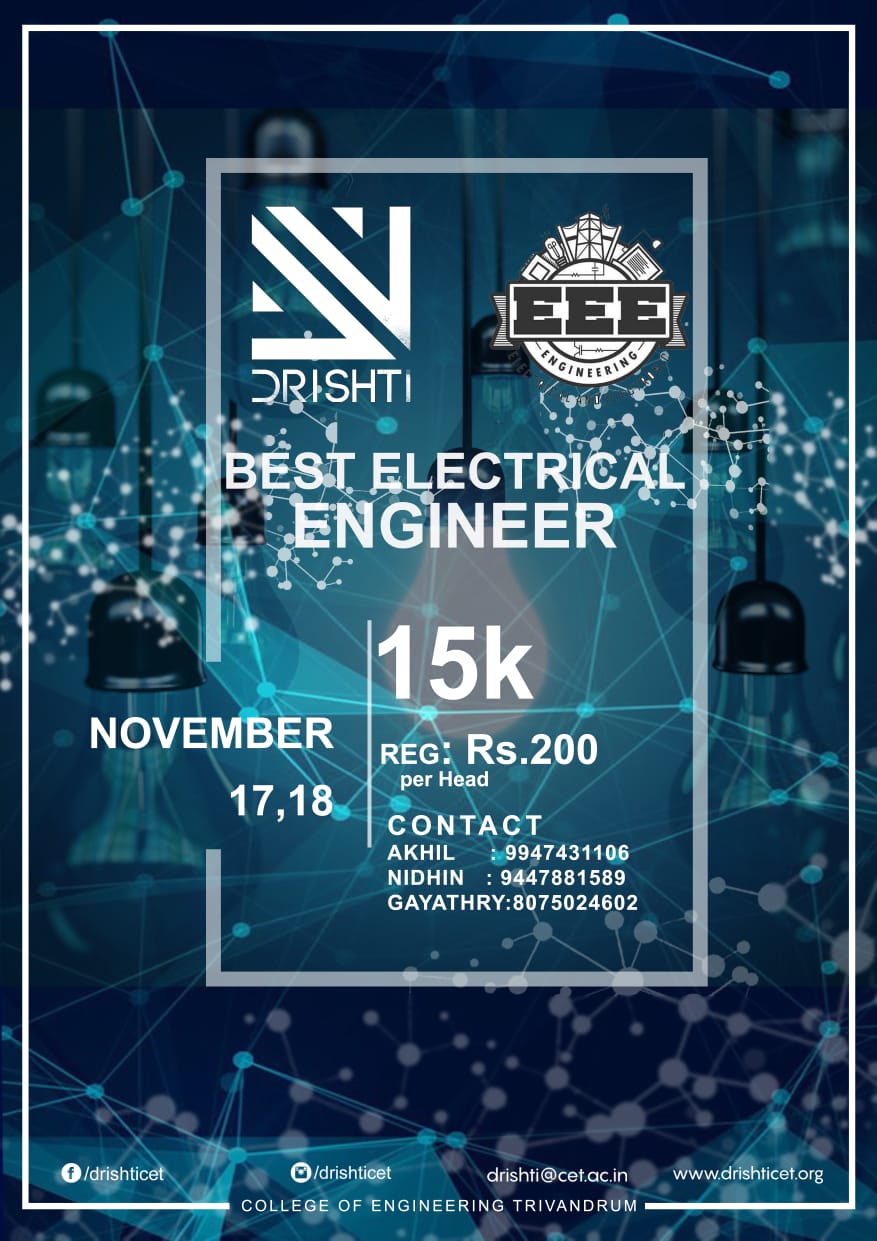 DRISHTI
EEE
ENGINEERING
BEST ELECTRICAL
ENGINEER
15k
NOVEMBER
17,18
REG: Rs.200
per Head
CONTACT
AKHIL : 9947431106
NIDHIN : 9447881589
GAYATHRY:8075024602
/drishticet
/drishticet
drishti@cet.ac.in
www.drishticet.org
COLLEGE OF ENGINEERING TRIVANDRUM